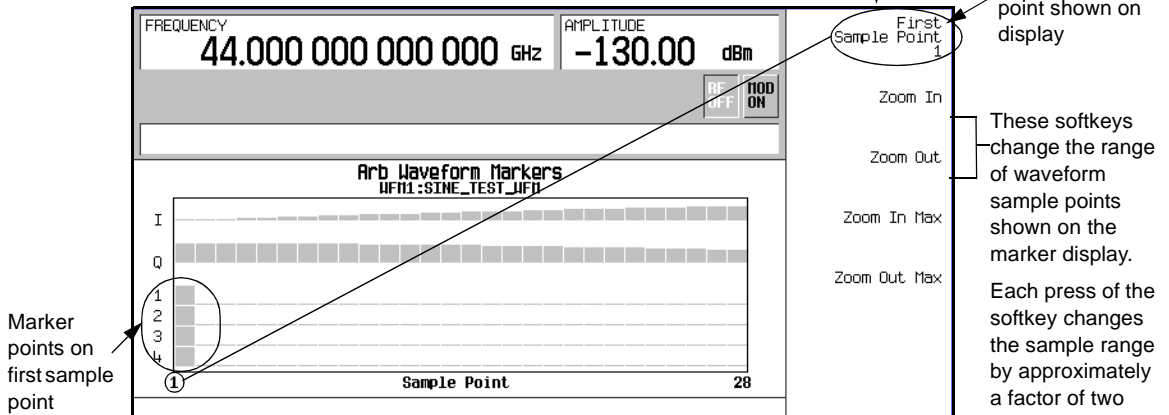 point shown on
display
FREQUENCY
44.000 000 000 000 GHz
AMPLITUDE
-130.00 dBm
RF
OFF
MOD
ON
Arb Waveform Markers
WFM1:SINE_TEST_WFM
I
Q
1
2
3
4
1
Sample Point
28
First
Sample Point
1
Zoom In
Zoom Out
Zoom In Max
Zoom Out Max
These softkeys
change the range
of waveform
sample points
shown on the
marker display.
Each press of the
softkey changes
the sample range
by approximately
a factor of two
Marker
points on
first sample
point